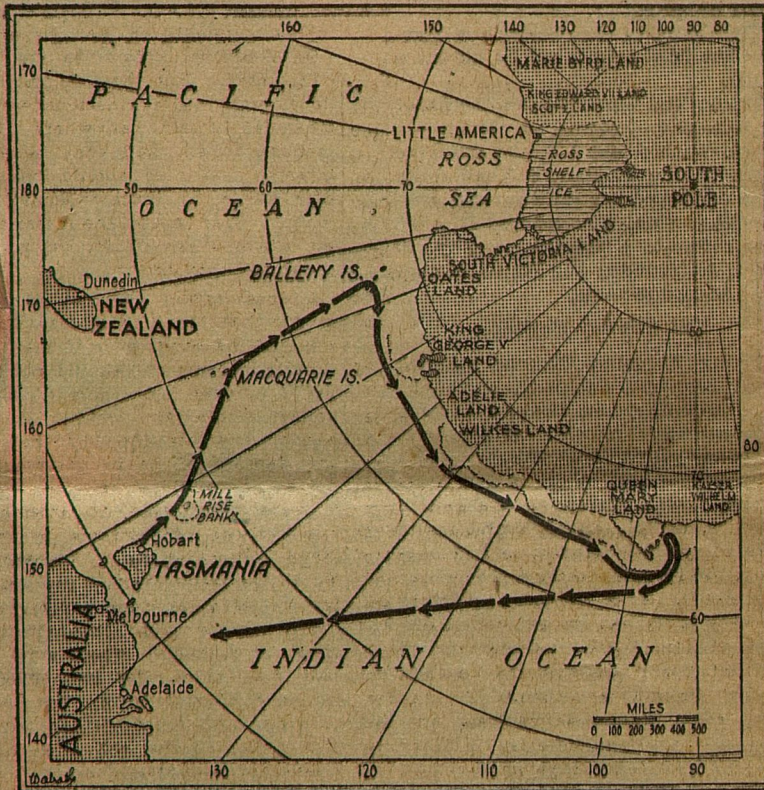 160 150 140 130 120 110 100 90 80
170
MARIE BYRD LAND
PACIFIC
KING EDWARD VII LAND
SCOTT LAND
LITTLE AMERICA
ROSS
SEA
ROSS
SHELF
ICE
SOUTH
POLE
180
50
60
70
OCEAN
SOUTH VICTORIA LAND
BALLENY IS.
OATES
LAND
Dunedin
NEW
ZEALAND
170
KING
GEORGE V
LAND
MACQUARIE IS.
ADELIE
LAND
WILKES LAND
160
80
MILL
RISE
BANK
QUEEN
MARY
LAND
KAISER
WILHELM
LAND
Hobart
TASMANIA
150
Melbourne
60
AUSTRALIA
INDIAN OCEAN
Adelaide
MILES
0 100 200 300 400 500
140
130 120 110 100 90